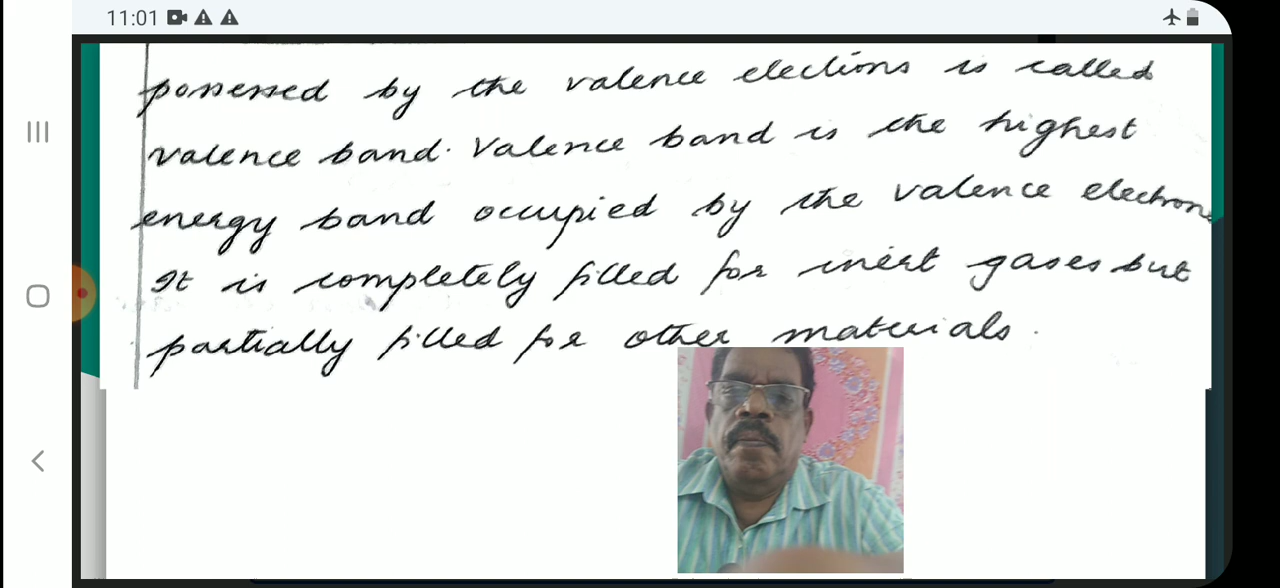 11:01
possessed by the valence elections is called
valence band. Valence band is the highest
energy band occupied by the valence electrons
It is completely filled for inert gases but
partially filled for other materials.